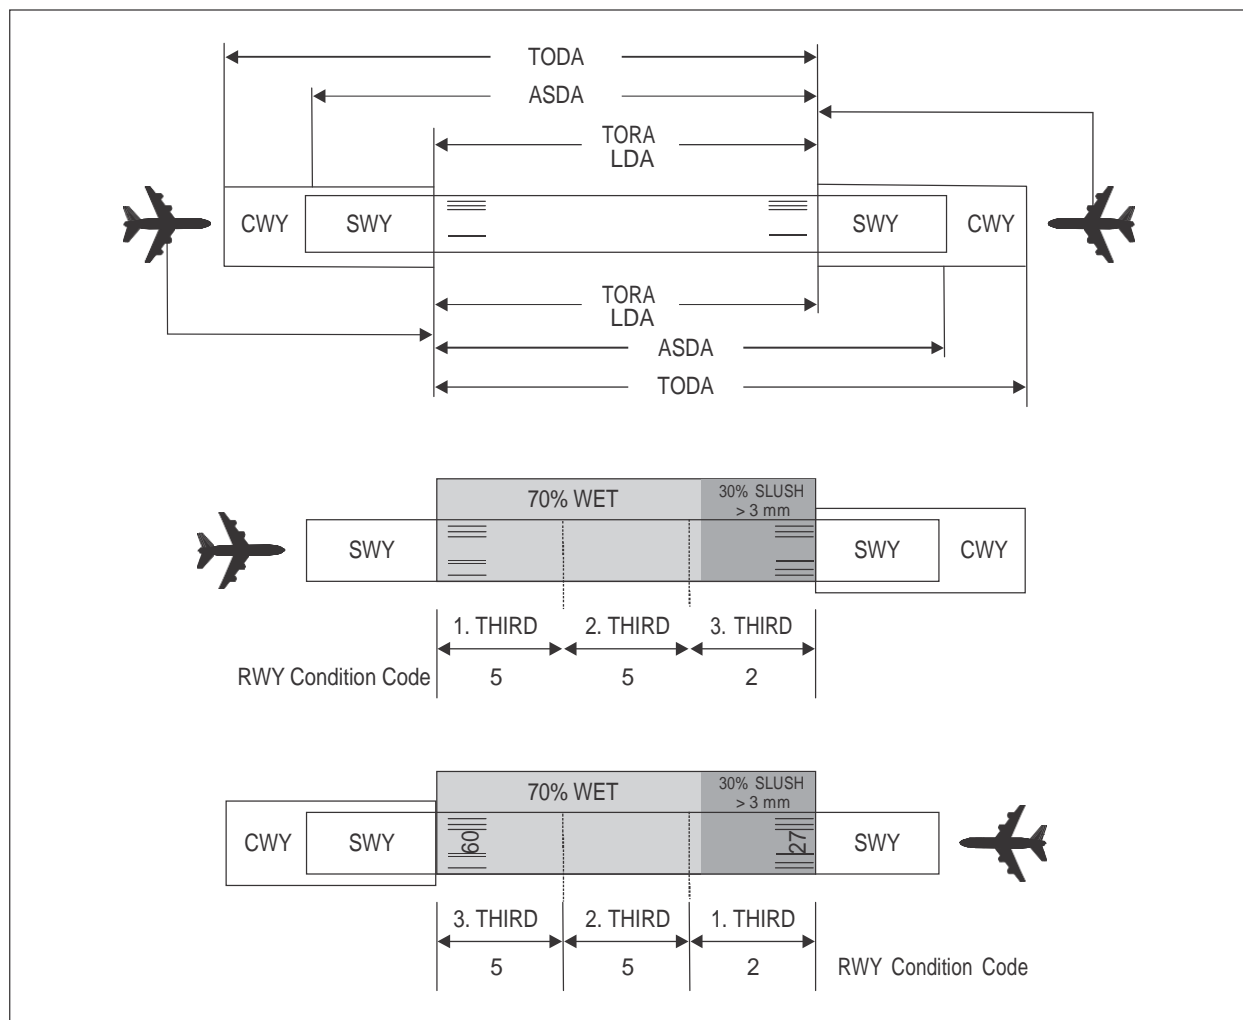 TODA
ASDA
TORA
LDA
CWY SWY SWY CWY
TORA
LDA
ASDA
TODA
70% WET 30% SLUSH
> 3 mm
SWY SWY CWY
1. THIRD 2. THIRD 3. THIRD
RWY Condition Code 5 5 2
70% WET 30% SLUSH
> 3 mm
CWY SWY 09 27 SWY
3. THIRD 2. THIRD 1. THIRD
5 5 2 RWY Condition Code